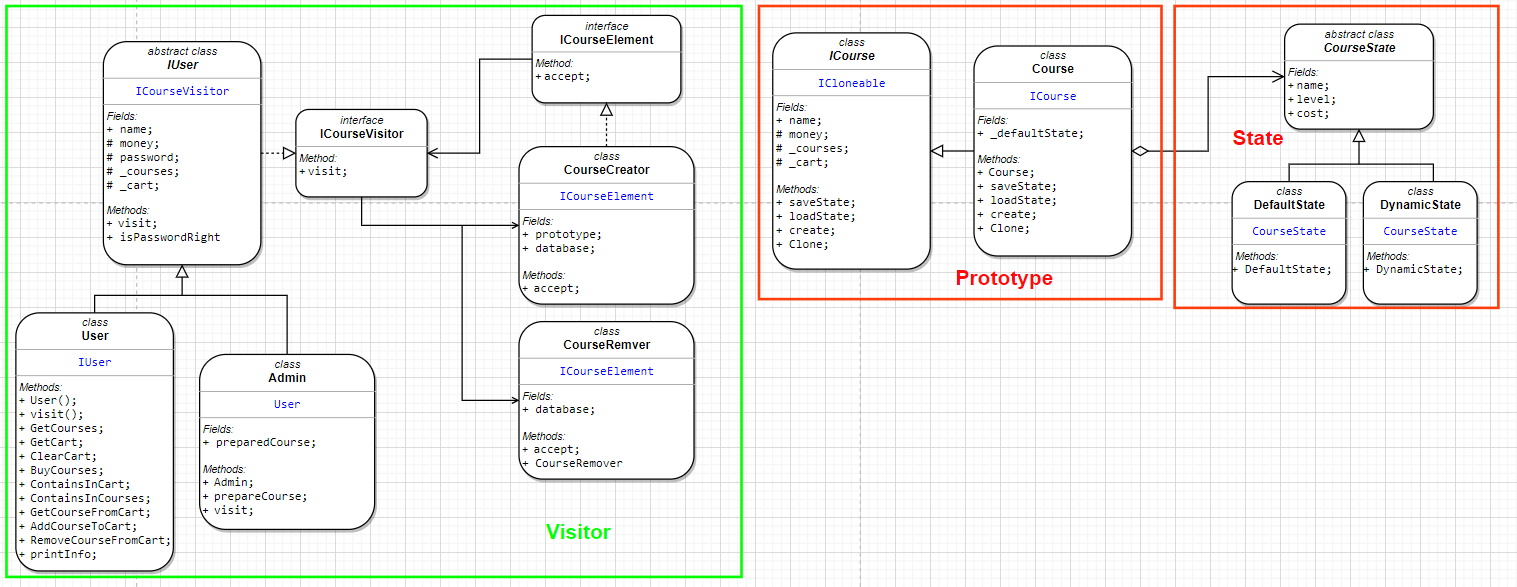 abstract class
IUser
ICourseVisitor
Fields:
+ name;
# money;
# password;
# _courses;
# _cart;
Methods:
+ visit;
+ isPasswordRight
interface
ICourseVisitor
Method:
+ visit;
interface
ICourseElement
Method:
+ accept;
class
CourseCreator
ICourseElement
Fields:
+ prototype;
+ database;
Methods:
+ accept;
class
CourseRemver
ICourseElement
Fields:
+ database;
Methods:
+ accept;
+ CourseRemover
class
User
IUser
Methods:
+ User();
+ visit();
+ GetCourses;
+ GetCart;
+ ClearCart;
+ BuyCourses;
+ ContainsInCart;
+ ContainsInCourses;
+ GetCourseFromCart;
+ AddCourseToCart;
+ RemoveCourseFromCart;
+ printInfo;
class
Admin
User
Fields:
+ preparedCourse;
Methods:
+ Admin;
+ prepareCourse;
+ visit;
Visitor
class
ICourse
ICloneable
Fields:
+ name;
# money;
# _courses;
# _cart;
Methods:
+ saveState;
+ loadState;
+ create;
+ Clone;
class
Course
ICourse
Fields:
+ _defaultState;
Methods:
+ Course;
+ saveState;
+ loadState;
+ create;
+ Clone;
Prototype
abstract class
CourseState
Fields:
+ name;
+ level;
+ cost;
State
class
DefaultState
CourseState
Methods:
+ DefaultState;
class
DynamicState
CourseState
Methods:
+ DynamicState;